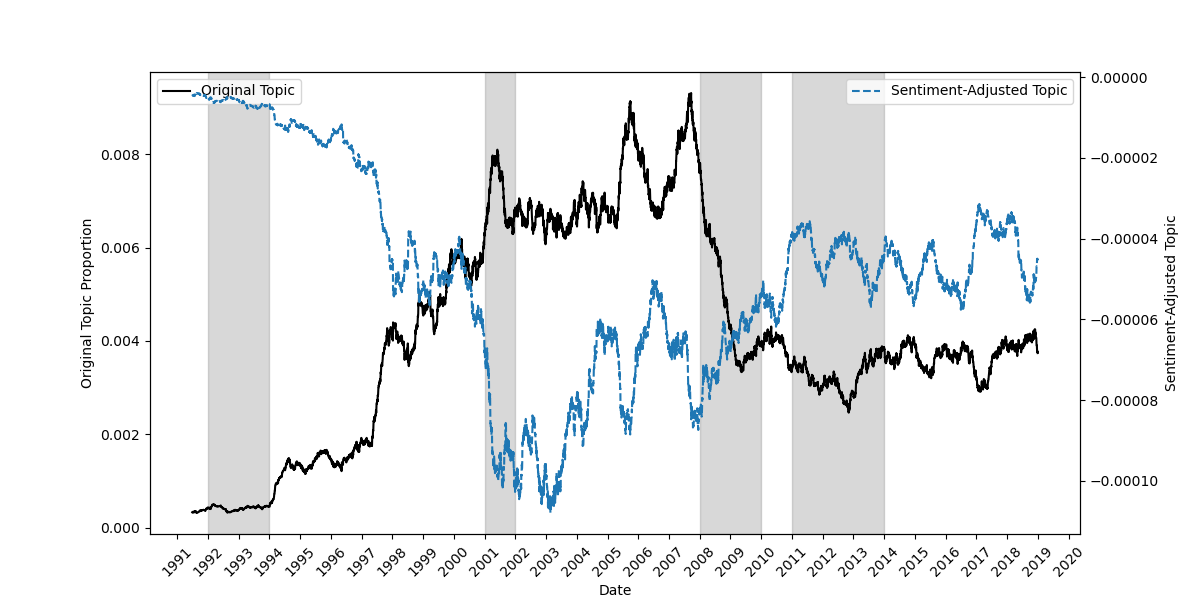 Original Topic
Sentiment-Adjusted Topic
0.008
0.006
0.004
0.002
0.000
Original Topic Proportion
0.00000
−0.00002
−0.00004
−0.00006
−0.00008
−0.00010
Sentiment-Adjusted Topic
1991 1992 1993 1994 1995 1996 1997 1998 1999 2000 2001 2002 2003 2004 2005 2006 2007 2008 2009 2010 2011 2012 2013 2014 2015 2016 2017 2018 2019 2020
Date